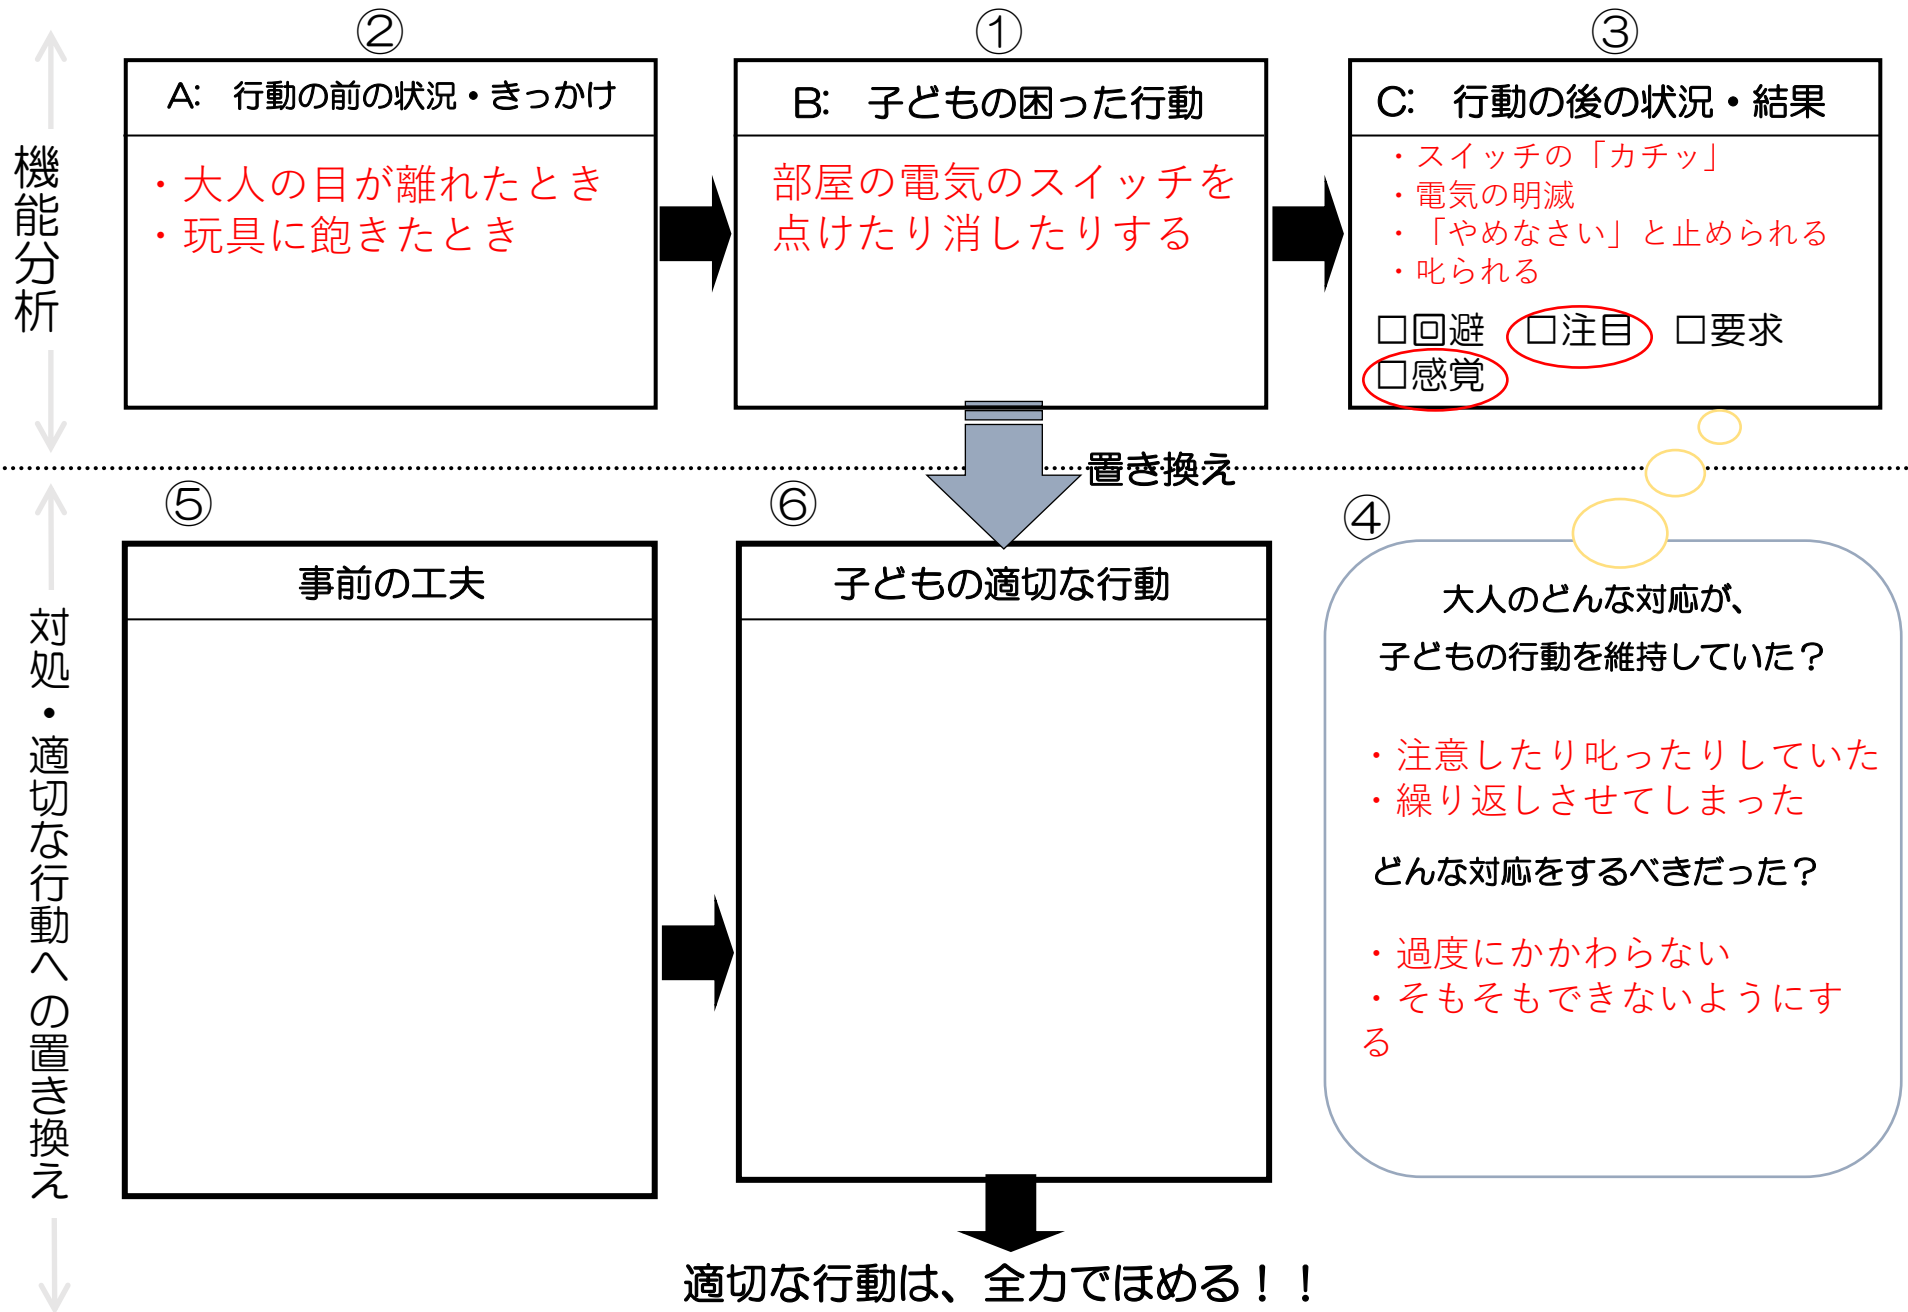 機能分析
②
A:　行動の前の状況・きっかけ
・大人の目が離れたとき
・玩具に飽きたとき
①
B:　子どもの困った行動
部屋の電気のスイッチを
点けたり消したりする
③
C:　行動の後の状況・結果
・スイッチの「カチッ」
・電気の明滅
・「やめなさい」と止められる
・叱られる
□回避　□注目　□要求
□感覚
置き換え
対処・適切な行動への置き換え
⑤
事前の工夫
⑥
子どもの適切な行動
④
大人のどんな対応が、
子どもの行動を維持していた？
・注意したり叱ったりしていた
・繰り返しさせてしまった
どんな対応をするべきだった？
・過度にかかわらない
・そもそもできないようにす
る
適切な行動は、全力でほめる！！